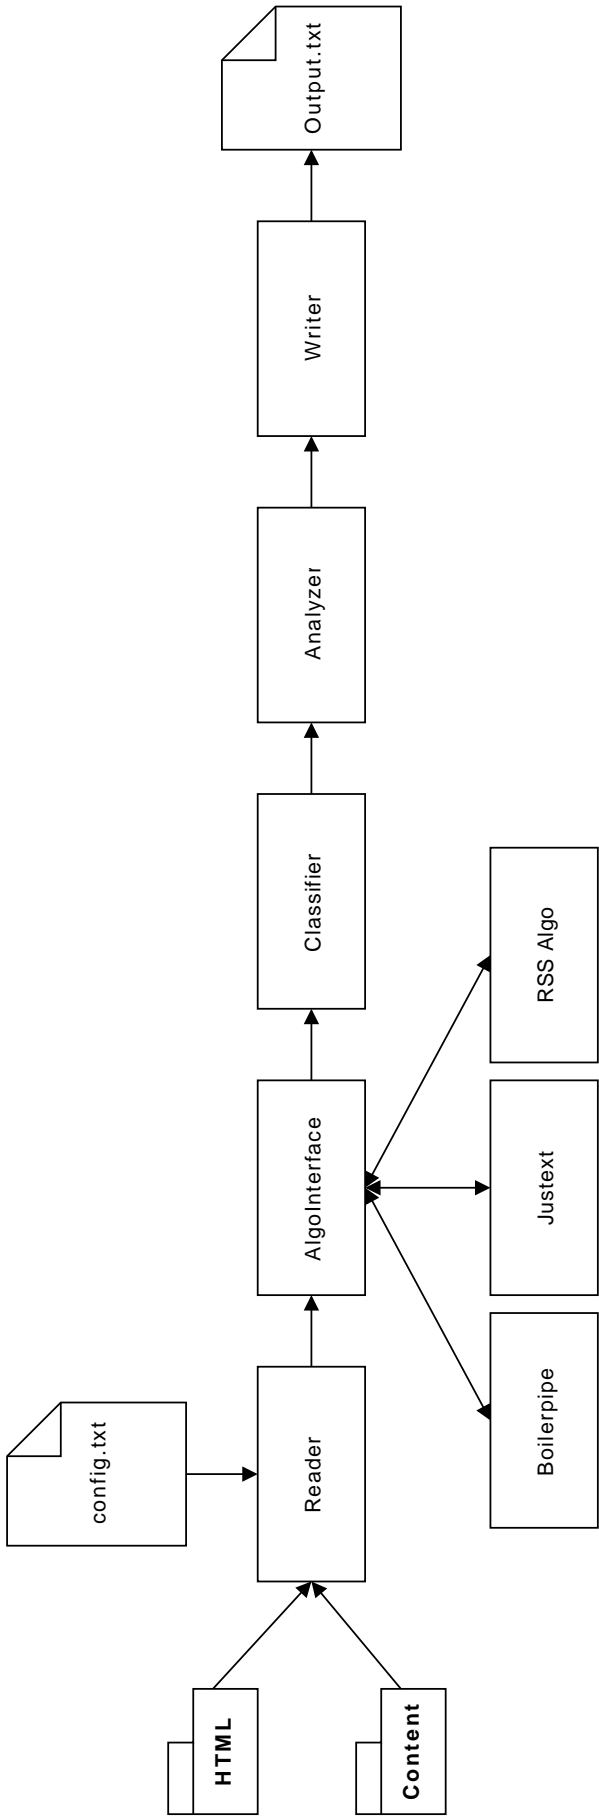 HTML
Content
config.txt
Reader
AlgoInterface
Boilerpipe
Justext
RSS Algo
Classifier
Analyzer
Writer
Output.txt